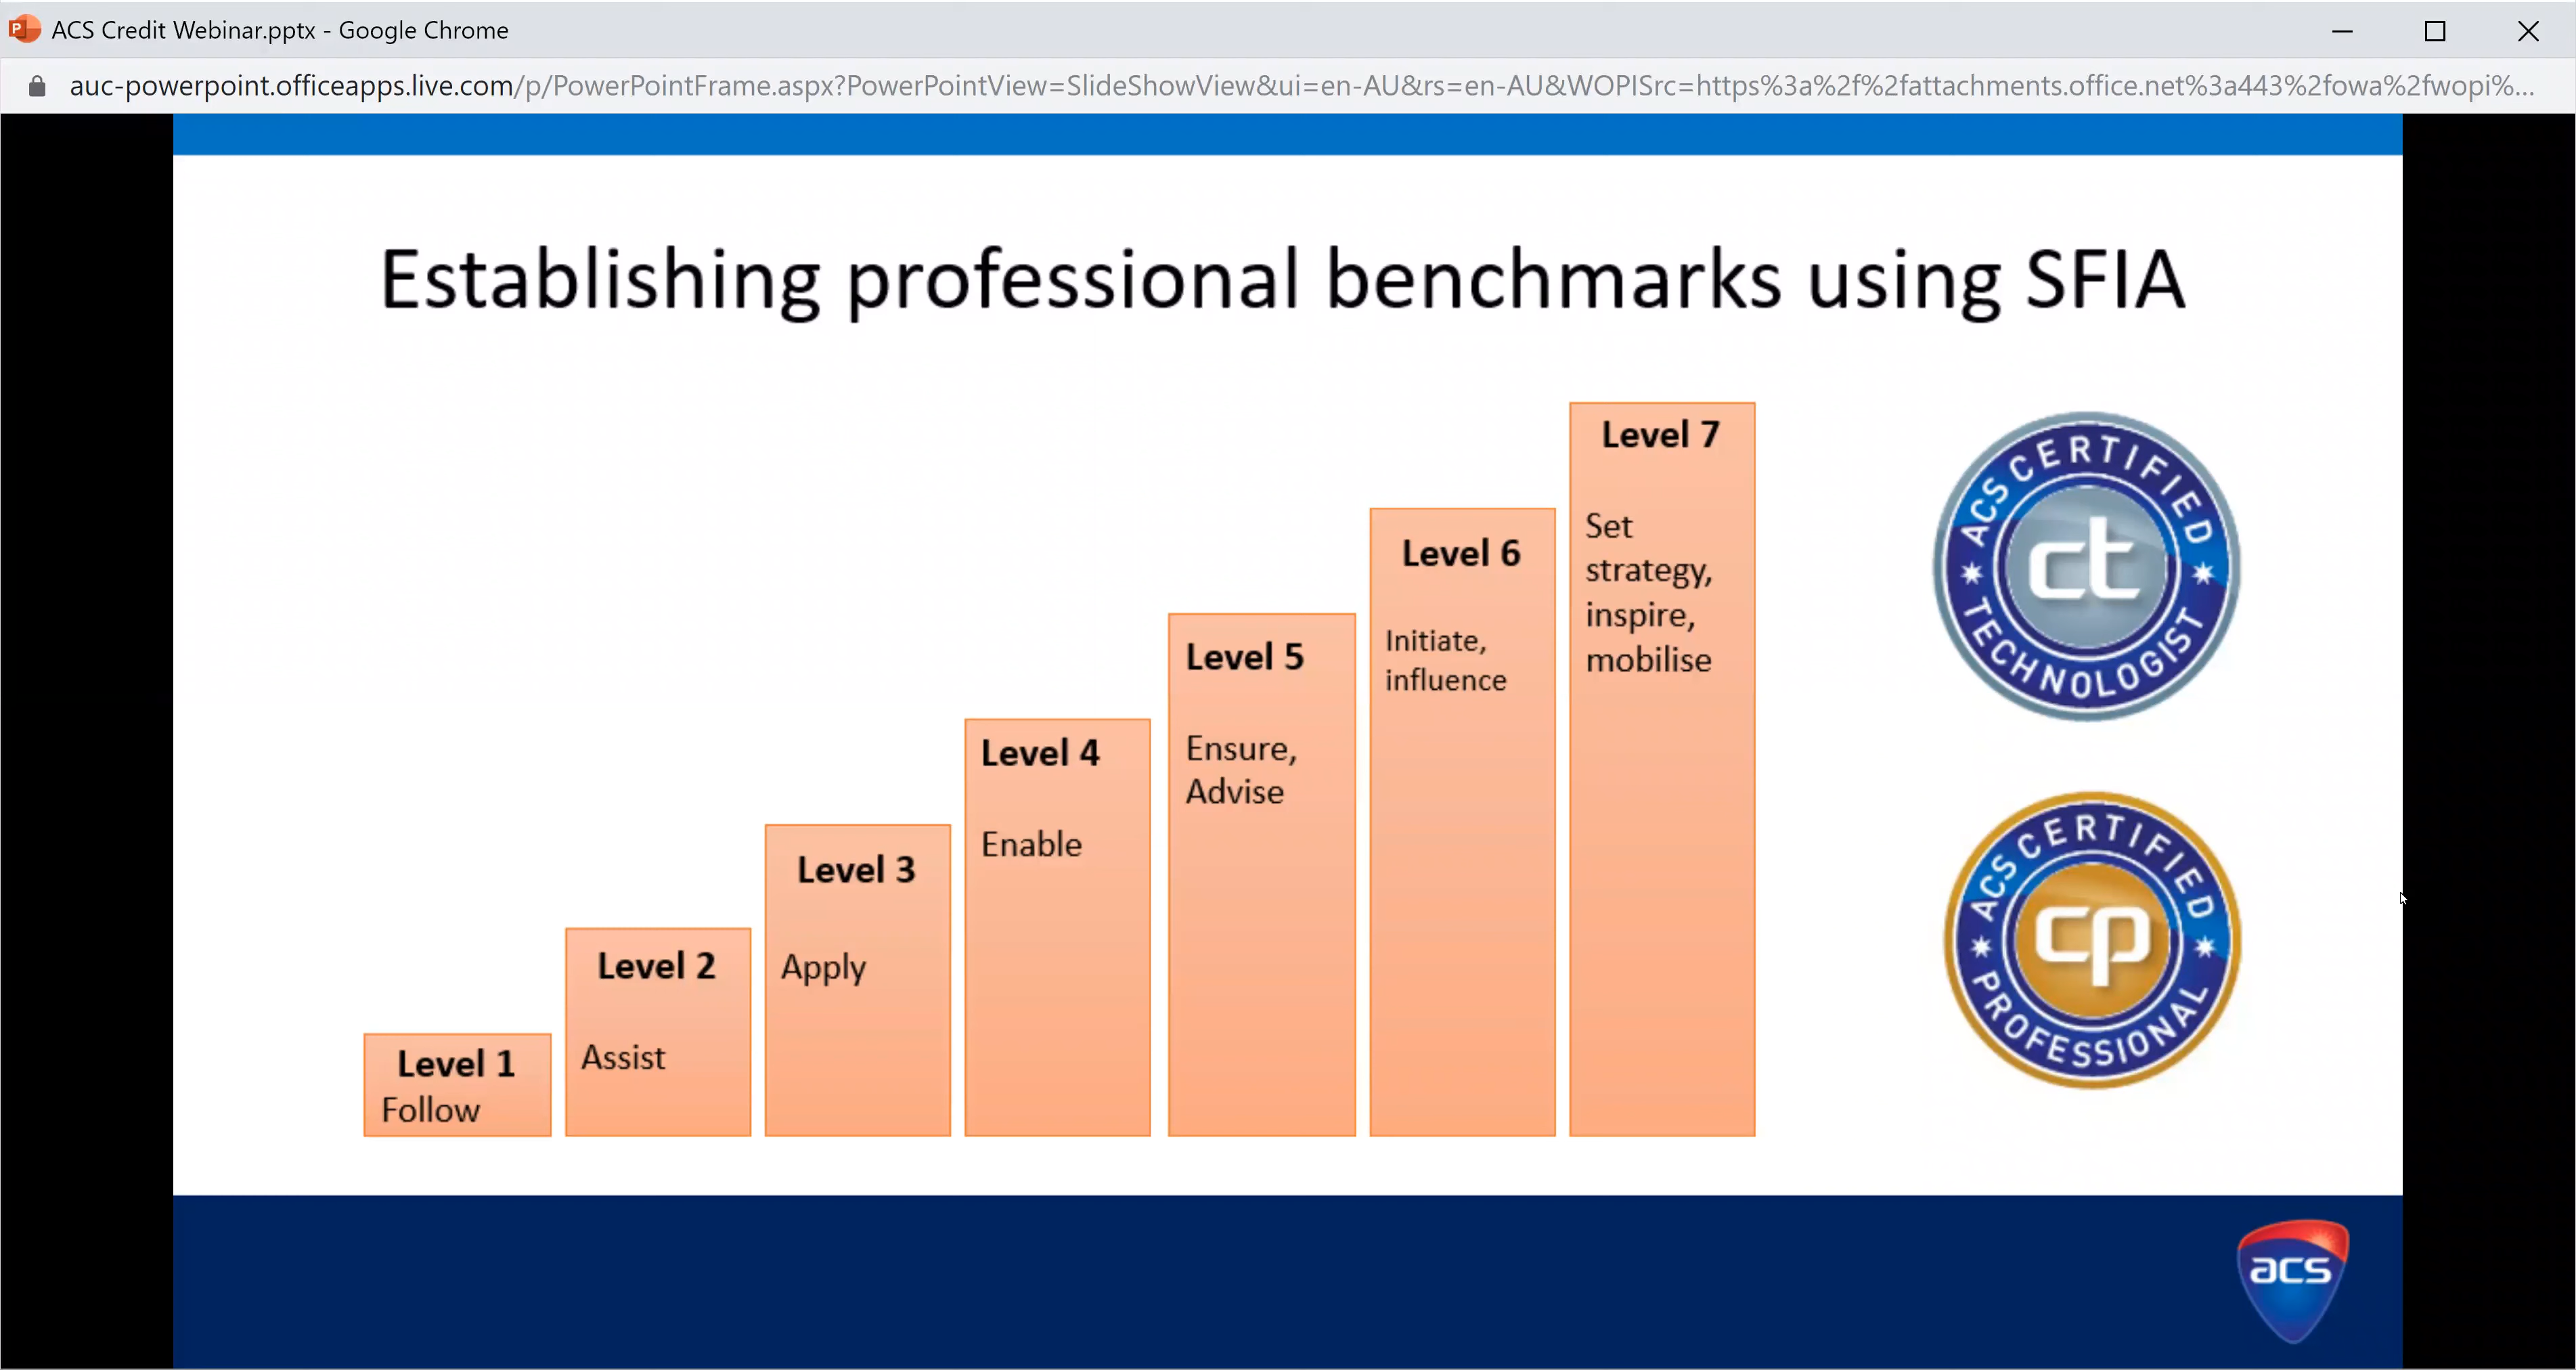 ACS Credit Webinar.pptx - Google Chrome
auc-powerpoint.officeapps.live.com/p/PowerPointFrame.aspx?PowerPointView=SlideShowView&ui=en-AU&rs=en-AU&WOPISrc=https%3a%2f%2fattachments.office.net%3a443%2fowa%2fwopi%...
Establishing professional benchmarks using SFIA
Level 1
Follow
Level 2
Assist
Level 3
Apply
Level 4
Enable
Level 5
Ensure,
Advise
Level 6
Initiate,
influence
Level 7
Set
strategy,
inspire,
mobilise
ACS CERTIFIED
ct
TECHNOLOGIST
ACS CERTIFIED
cp
PROFESSIONAL
acs